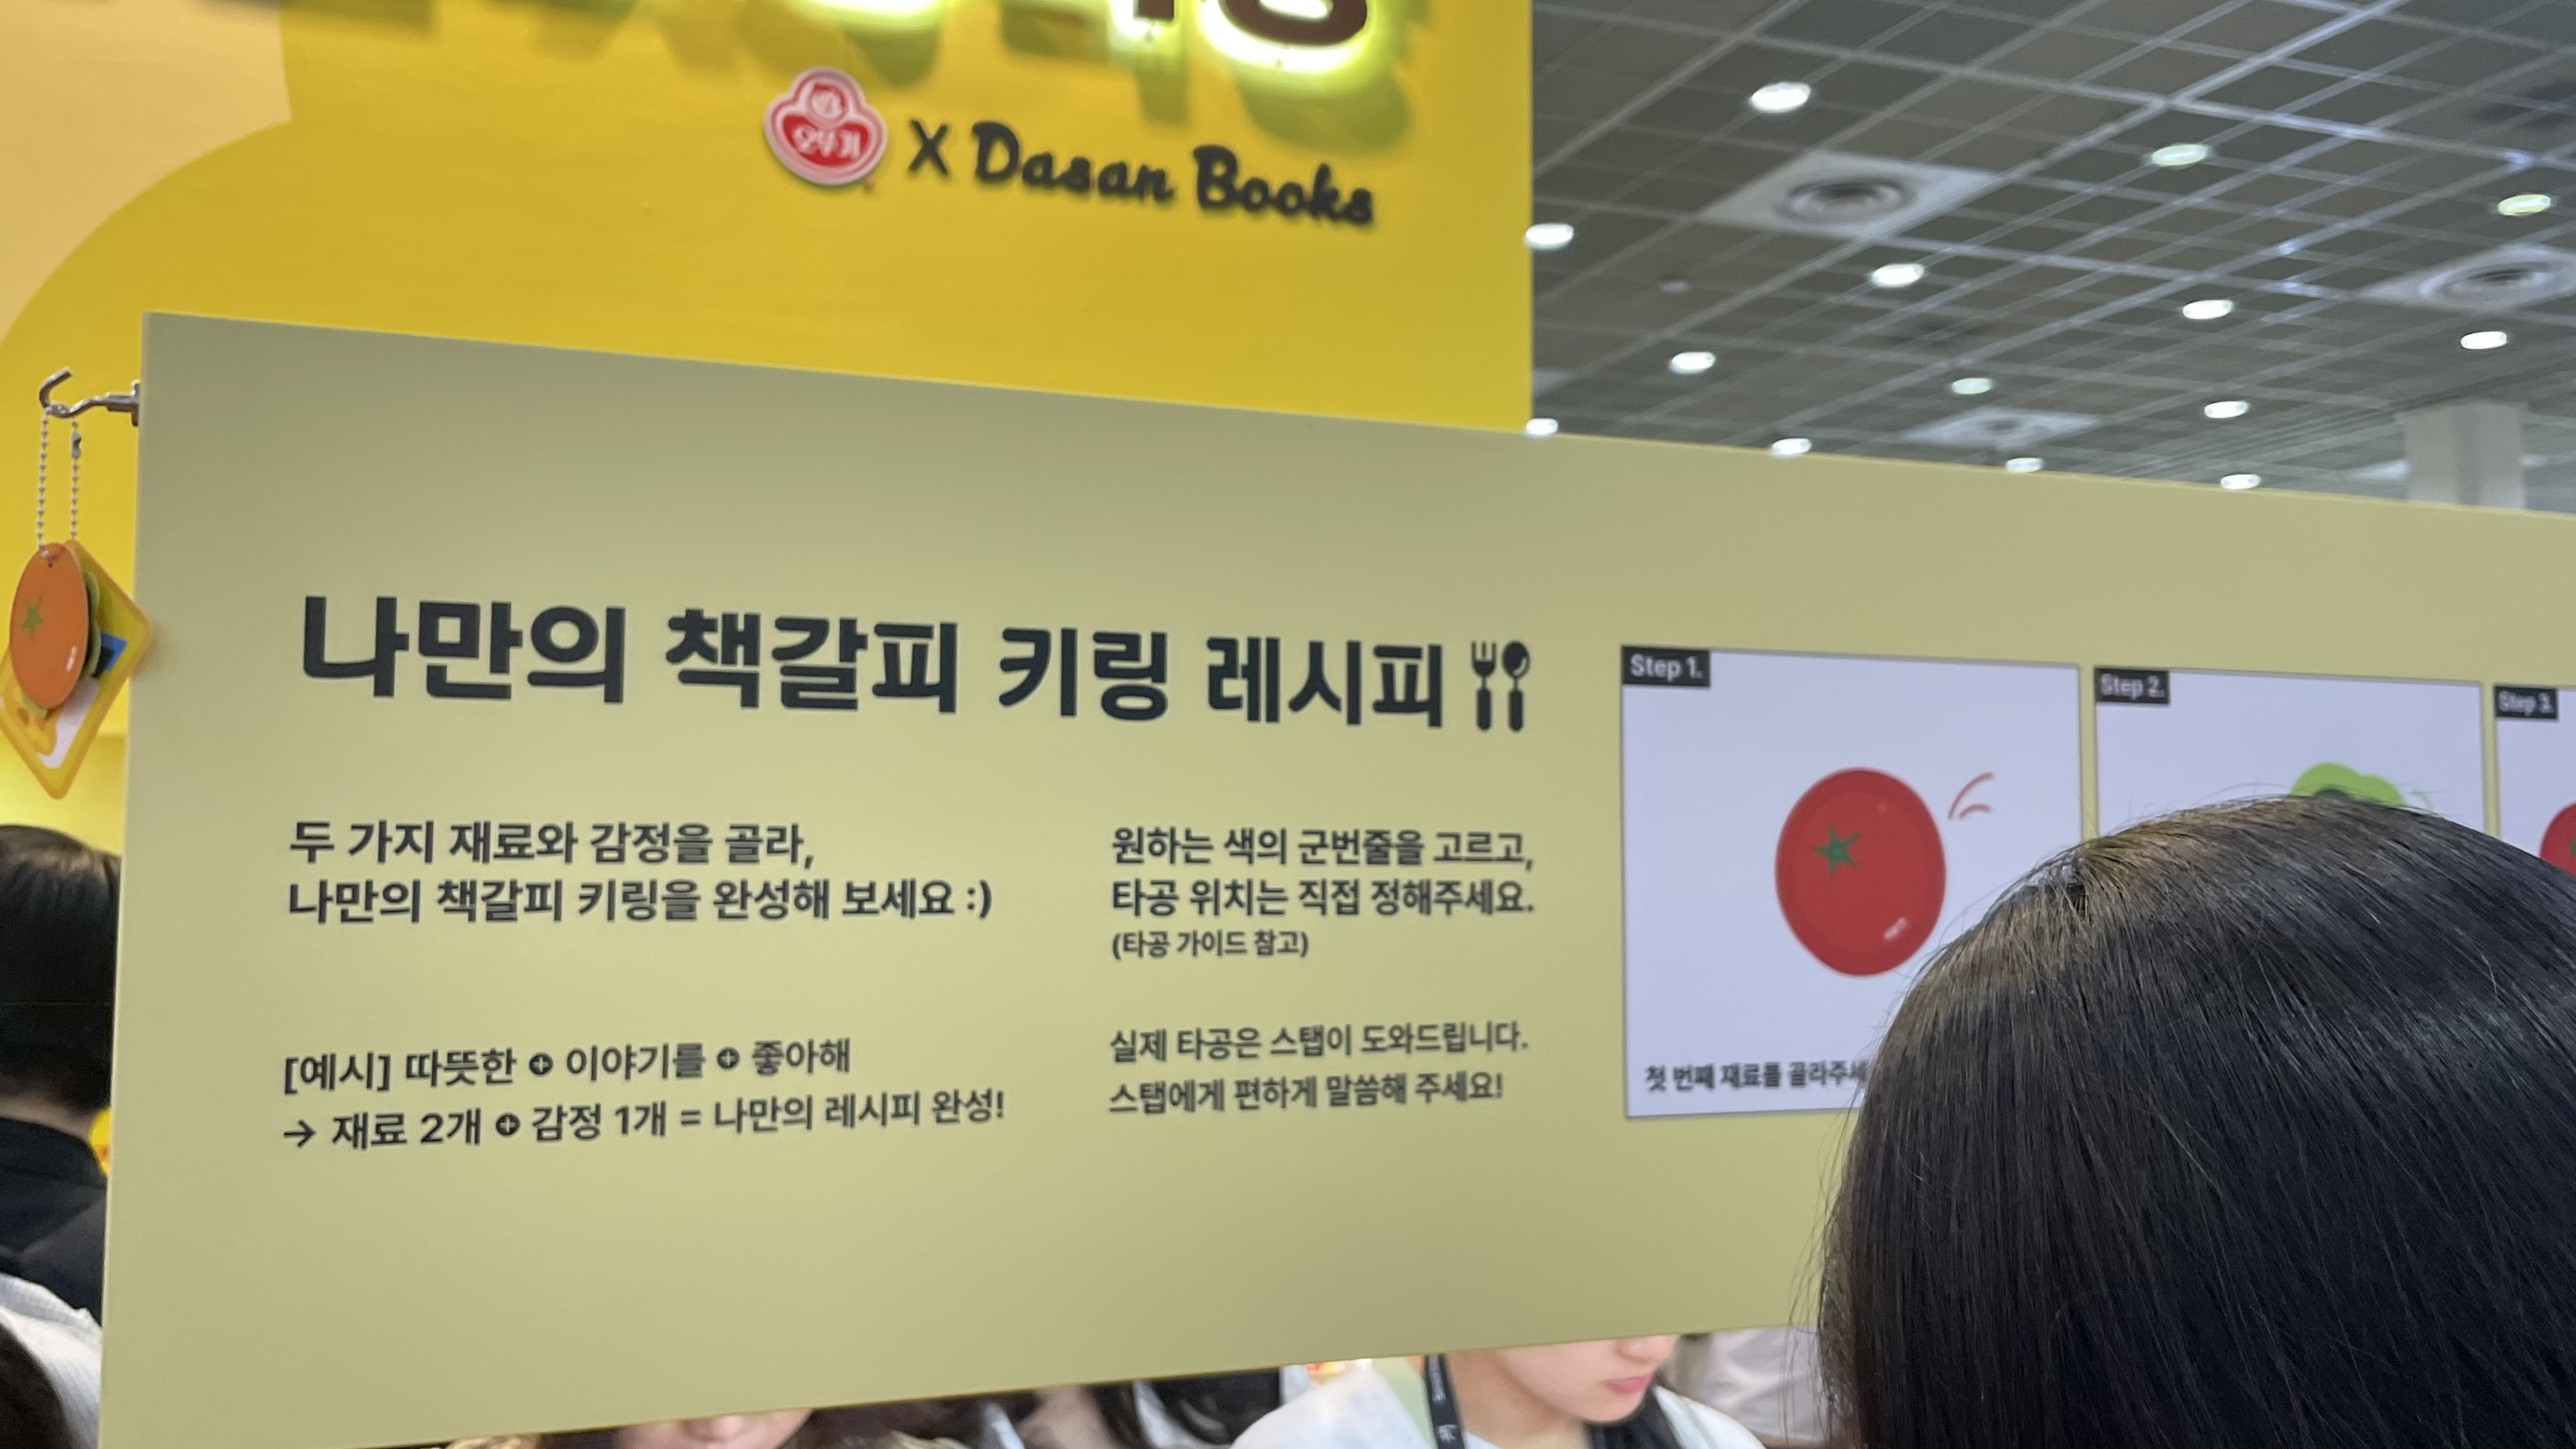 오뚜기 X Dasan Books
나만의 책갈피 키링 레시피
두 가지 재료와 감정을 골라,
나만의 책갈피 키링을 완성해 보세요 :)
[예시] 따뜻한 + 이야기를 + 좋아해
→ 재료 2개 + 감정 1개 = 나만의 레시피 완성!
원하는 색의 군번줄을 고르고,
타공 위치는 직접 정해주세요.
(타공 가이드 참고)
실제 타공은 스탭이 도와드립니다.
스탭에게 편하게 말씀해 주세요!
Step 1.
첫 번째 재료를 골라주세
Step 2.
Step 3.